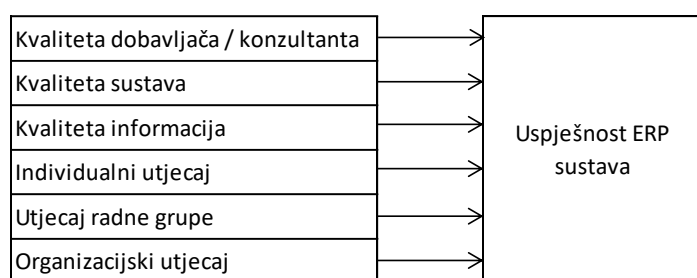 Kvaliteta dobavljača / konzultanta
Kvaliteta sustava
Kvaliteta informacija
Individualni utjecaj
Utjecaj radne grupe
Organizacijski utjecaj
Uspješnost ERP
sustava